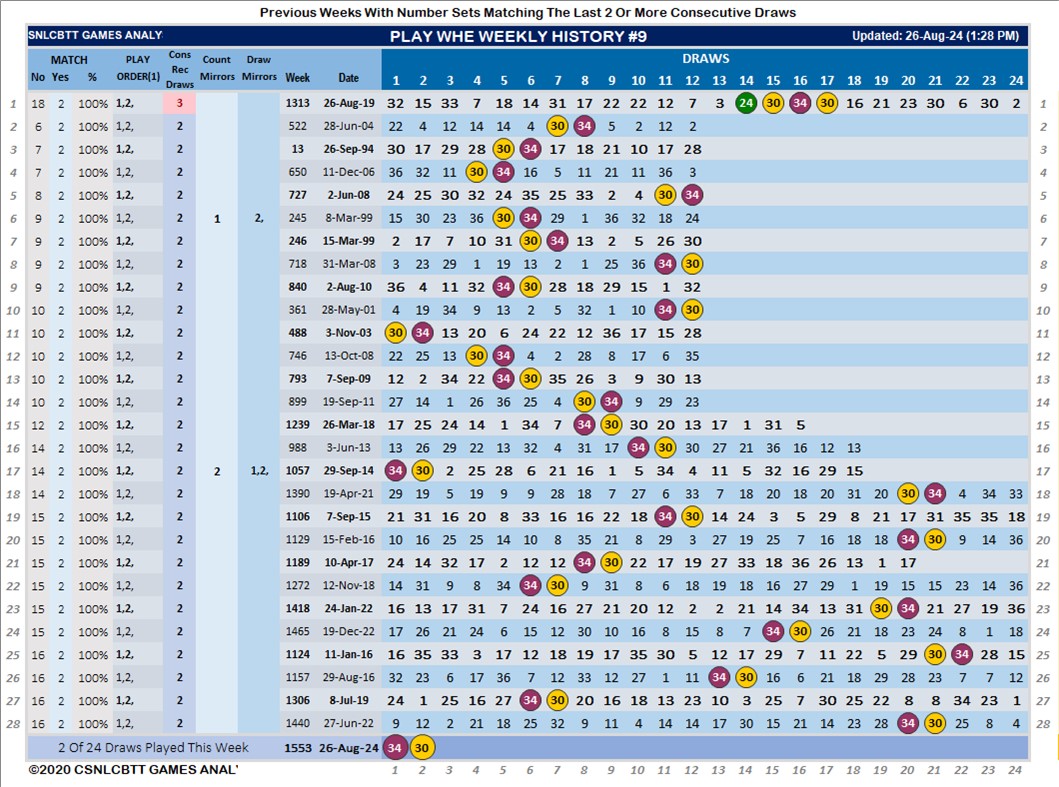 Previous Weeks With Number Sets Matching The Last 2 Or More Consecutive Draws
SNLCBTT GAMES ANALY PLAY WHE WEEKLY HISTORY #9 Updated: 26-Aug-24 (1:28 PM)
MATCH PLAY Cons Count Draw DRAWS
No Yes % ORDER(1) Rec Draws Mirrors Mirrors Week Date 1 2 3 4 5 6 7 8 9 10 11 12 13 14 15 16 17 18 19 20 21 22 23 24
1 18 2 100% 1,2, 3 1313 26-Aug-19 32 15 33 7 18 14 31 17 22 22 12 7 3 24 30 34 30 16 21 23 30 6 30 2 1
2 6 2 100% 1,2, 2 522 28-Jun-04 22 4 12 14 14 4 30 34 5 2 12 2 2
3 7 2 100% 1,2, 2 13 26-Sep-94 30 17 29 28 30 34 17 18 21 10 17 28 3
4 7 2 100% 1,2, 2 650 11-Dec-06 36 32 11 30 34 16 5 11 21 11 36 3 4
5 8 2 100% 1,2, 2 727 2-Jun-08 24 25 30 32 24 35 25 33 2 4 30 34 5
6 9 2 100% 1,2, 2 1 2, 245 8-Mar-99 15 30 23 36 30 34 29 1 36 32 18 24 6
7 9 2 100% 1,2, 2 246 15-Mar-99 2 17 7 10 31 30 34 13 2 5 26 30 7
8 9 2 100% 1,2, 2 718 31-Mar-08 3 23 29 1 19 13 2 1 25 36 34 30 8
9 9 2 100% 1,2, 2 840 2-Aug-10 36 4 11 32 34 30 28 18 29 15 1 32 9
10 10 2 100% 1,2, 2 361 28-May-01 4 19 34 9 13 2 5 32 1 10 34 30 10
11 10 2 100% 1,2, 2 488 3-Nov-03 30 34 13 20 6 24 22 12 36 17 15 28 11
12 10 2 100% 1,2, 2 746 13-Oct-08 22 25 13 30 34 4 2 28 8 17 6 35 12
13 10 2 100% 1,2, 2 793 7-Sep-09 12 2 34 22 34 30 35 26 3 9 30 13 13
14 10 2 100% 1,2, 2 899 19-Sep-11 27 14 1 26 36 25 4 30 34 9 29 23 14
15 12 2 100% 1,2, 2 1239 26-Mar-18 17 25 24 14 1 34 7 34 30 30 20 13 17 1 31 5 15
16 14 2 100% 1,2, 2 988 3-Jun-13 13 26 29 22 13 32 4 31 17 34 30 30 27 21 36 16 12 13 16
17 14 2 100% 1,2, 2 2 1,2, 1057 29-Sep-14 34 30 2 25 28 6 21 16 1 5 34 4 11 5 32 16 29 15 17
18 14 2 100% 1,2, 2 1390 19-Apr-21 29 19 5 19 9 9 28 18 7 27 6 33 7 18 20 18 20 31 20 30 34 4 34 33 18
19 15 2 100% 1,2, 2 1106 7-Sep-15 21 31 16 20 8 33 16 16 22 18 34 30 14 24 3 5 29 8 21 17 31 35 35 18 19
20 15 2 100% 1,2, 2 1129 15-Feb-16 10 16 25 25 14 10 8 35 21 8 29 3 27 19 15 21 19 7 21 34 30 9 14 36 20
21 15 2 100% 1,2, 2 1189 10-Apr-17 24 14 32 17 2 12 12 34 30 22 17 19 27 33 18 36 26 13 1 17 21
22 15 2 100% 1,2, 2 1272 12-Nov-18 14 31 9 8 34 34 30 9 31 8 6 18 19 18 16 27 29 1 19 15 15 23 14 36 22
23 15 2 100% 1,2, 2 1418 24-Jan-22 16 13 17 31 7 24 16 27 21 20 12 2 2 21 14 34 13 31 30 34 21 27 19 36 23
24 15 2 100% 1,2, 2 1465 19-Dec-22 17 26 21 24 6 15 12 30 10 16 8 15 8 7 34 30 26 21 18 23 24 8 1 18 24
25 16 2 100% 1,2, 2 1124 11-Jan-16 16 35 33 3 17 12 18 19 17 35 30 5 12 17 29 7 11 22 5 29 30 34 28 15 25
26 16 2 100% 1,2, 2 1157 29-Aug-16 32 23 6 17 36 7 12 33 12 27 1 11 34 30 16 6 21 18 29 28 23 7 7 12 26
27 16 2 100% 1,2, 2 1306 8-Jul-19 24 1 25 16 27 34 30 20 16 18 13 23 10 3 25 7 30 25 22 8 8 34 23 1 27
28 16 2 100% 1,2, 2 1440 27-Jun-22 9 12 2 21 18 25 32 9 11 4 4 14 14 17 30 15 21 14 23 28 34 30 25 8 4 28
2 Of 24 Draws Played This Week 1553 26-Aug-24 34 30
©2020 CSNLCBTT GAMES ANAL' 1 2 3 4 5 6 7 8 9 10 11 12 13 14 15 16 17 18 19 20 21 22 23 24